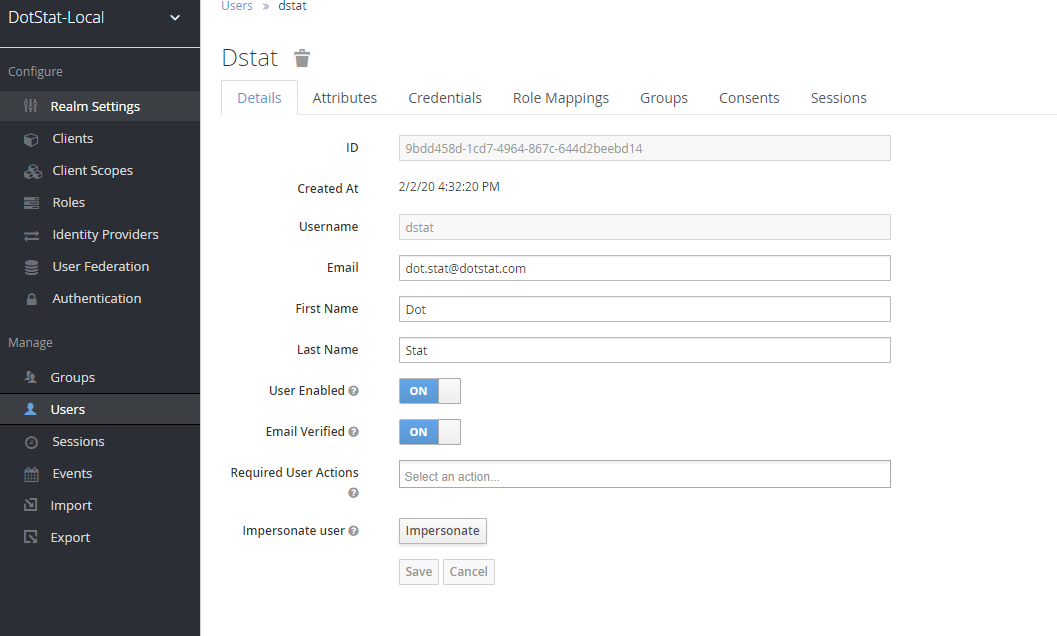 DotStat-Local
Configure
Realm Settings
Clients
Client Scopes
Roles
Identity Providers
User Federation
Authentication
Manage
Groups
Users
Sessions
Events
Import
Export
Users » dstat
Dstat
Details Attributes Credentials Role Mappings Groups Consents Sessions
ID 9bdd458d-1cd7-4964-867c-644d2beebd14
Created At 2/2/20 4:32:20 PM
Username dstat
Email dot.stat@dotstat.com
First Name Dot
Last Name Stat
User Enabled ? ON
Email Verified ? ON
Required User Actions ? Select an action...
Impersonate user ? Impersonate
Save Cancel